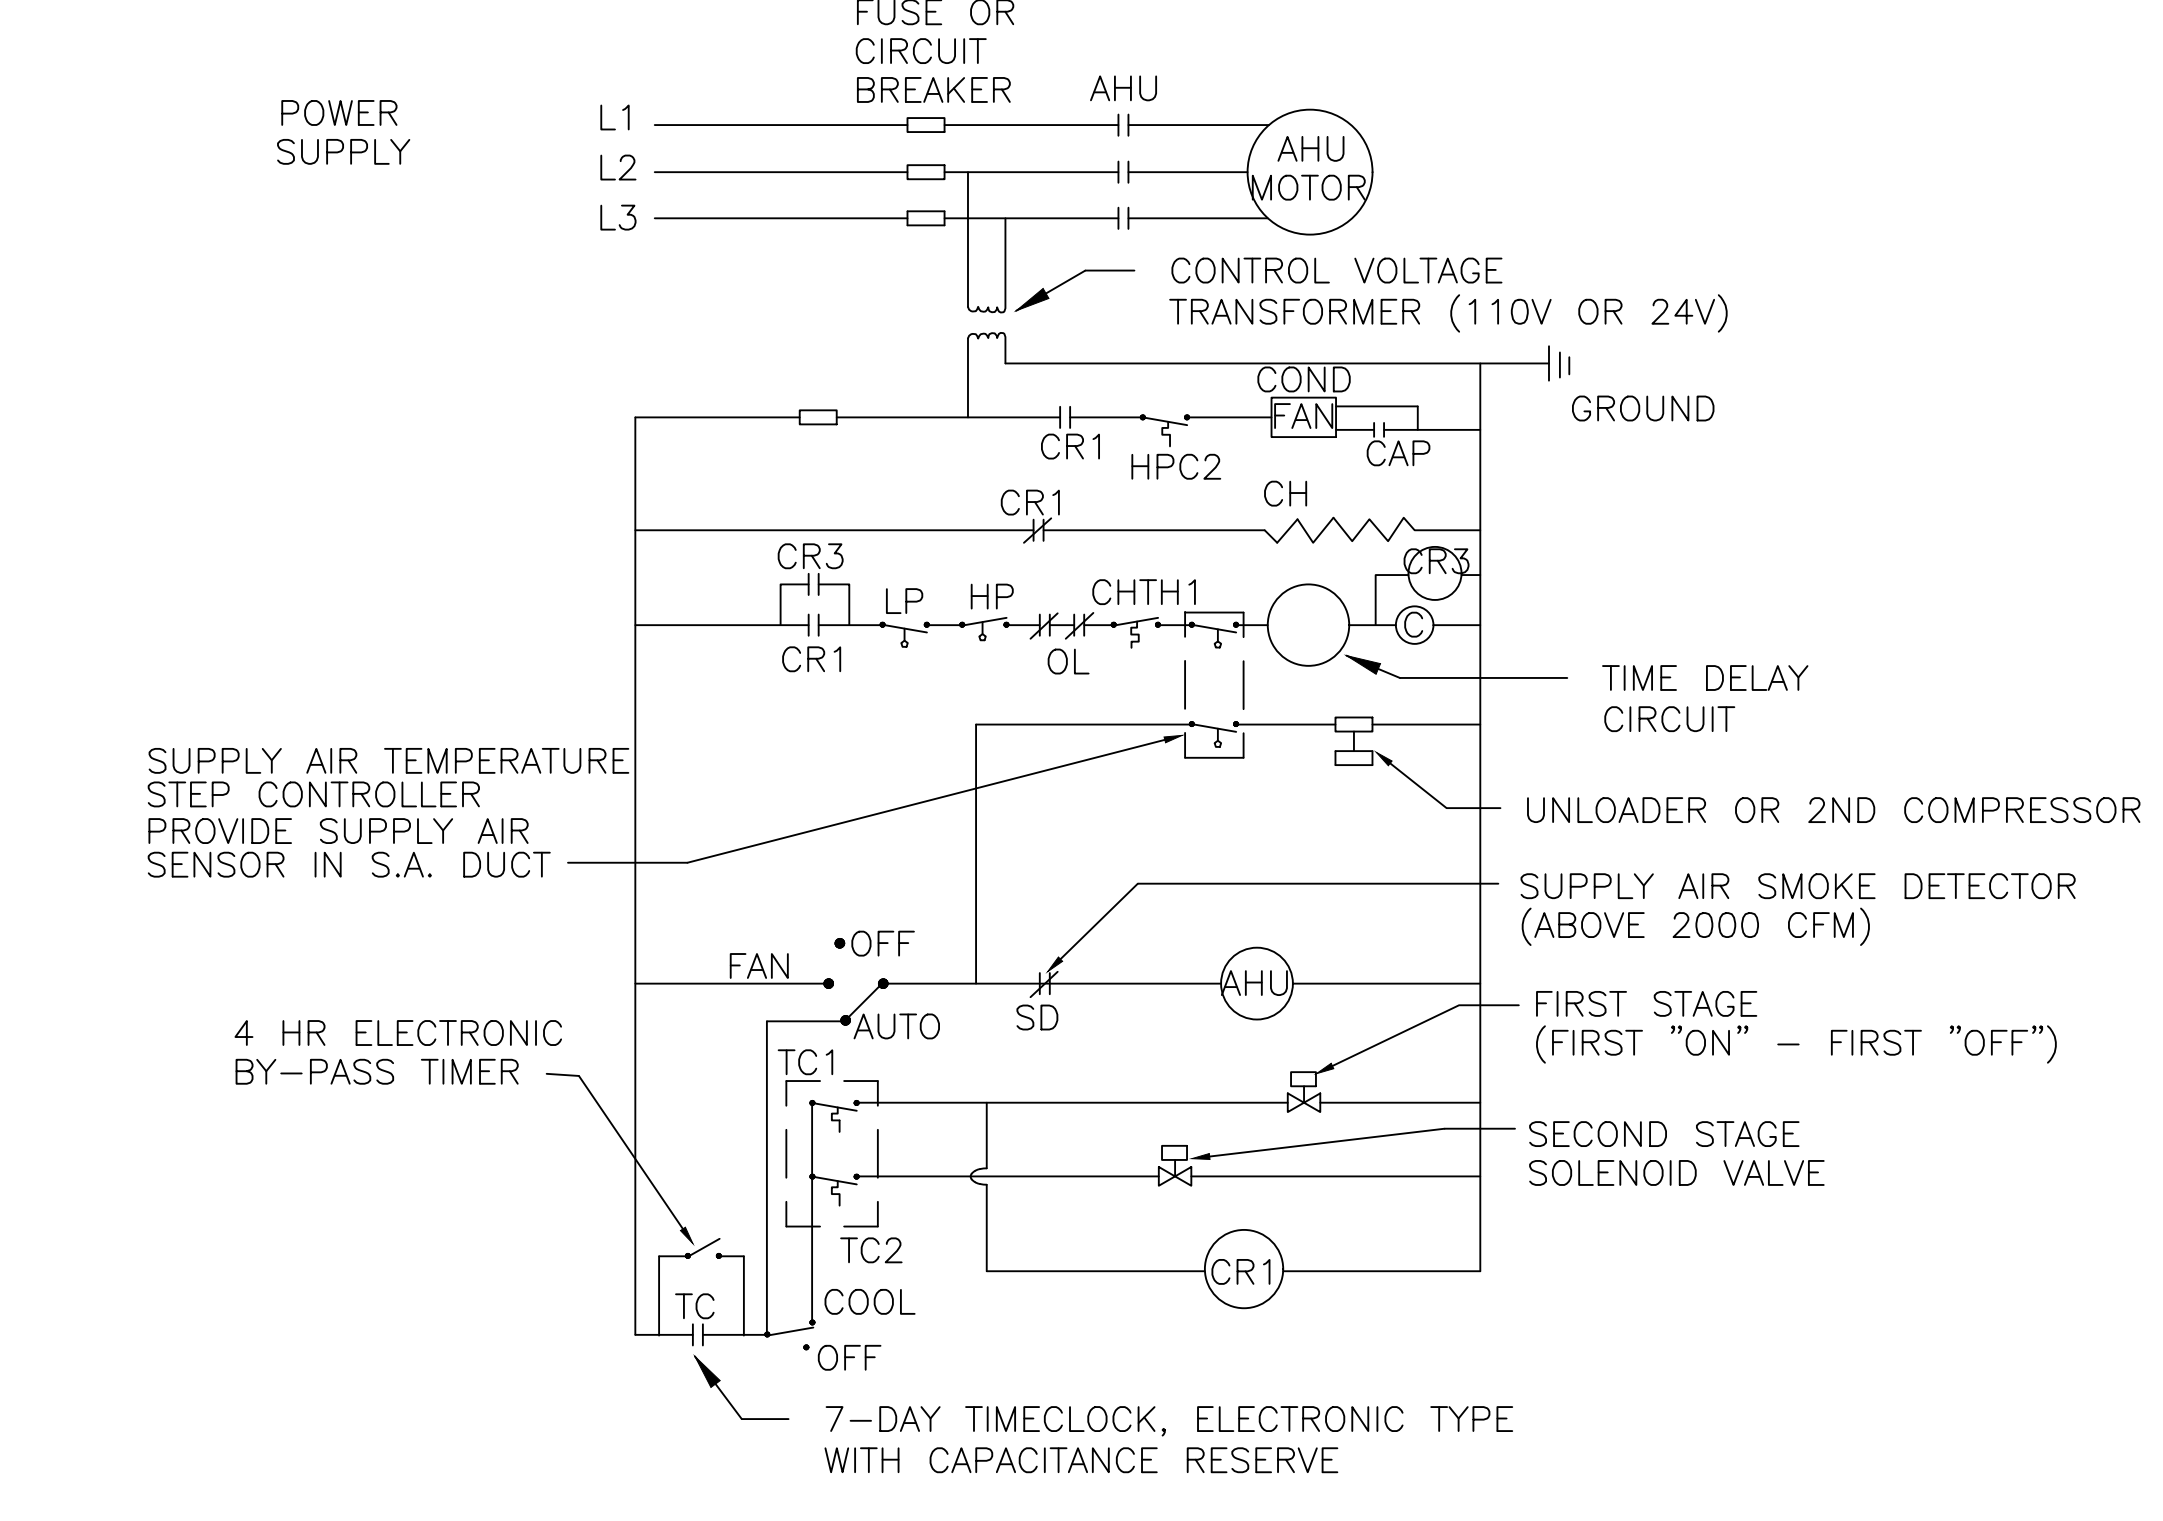 FUSE OR
CIRCUIT
BREAKER
AHU
POWER
SUPPLY
L1
L2
L3
AHU
MOTOR
CONTROL VOLTAGE
TRANSFORMER (110V OR 24V)
COND
FAN
GROUND
CR1
HPC2
CAP
CR1
CH
CR3
CR3
LP
HP
CHTH1
C
CR1
OL
TIME DELAY
CIRCUIT
SUPPLY AIR TEMPERATURE
STEP CONTROLLER
PROVIDE SUPPLY AIR
SENSOR IN S.A. DUCT
UNLOADER OR 2ND COMPRESSOR
SUPPLY AIR SMOKE DETECTOR
(ABOVE 2000 CFM)
OFF
FAN
AHU
SD
AUTO
4 HR ELECTRONIC
BY-PASS TIMER
FIRST STAGE
(FIRST "ON" - FIRST "OFF")
TC1
SECOND STAGE
SOLENOID VALVE
TC2
CR1
TC
COOL
OFF
7-DAY TIMECLOCK, ELECTRONIC TYPE
WITH CAPACITANCE RESERVE